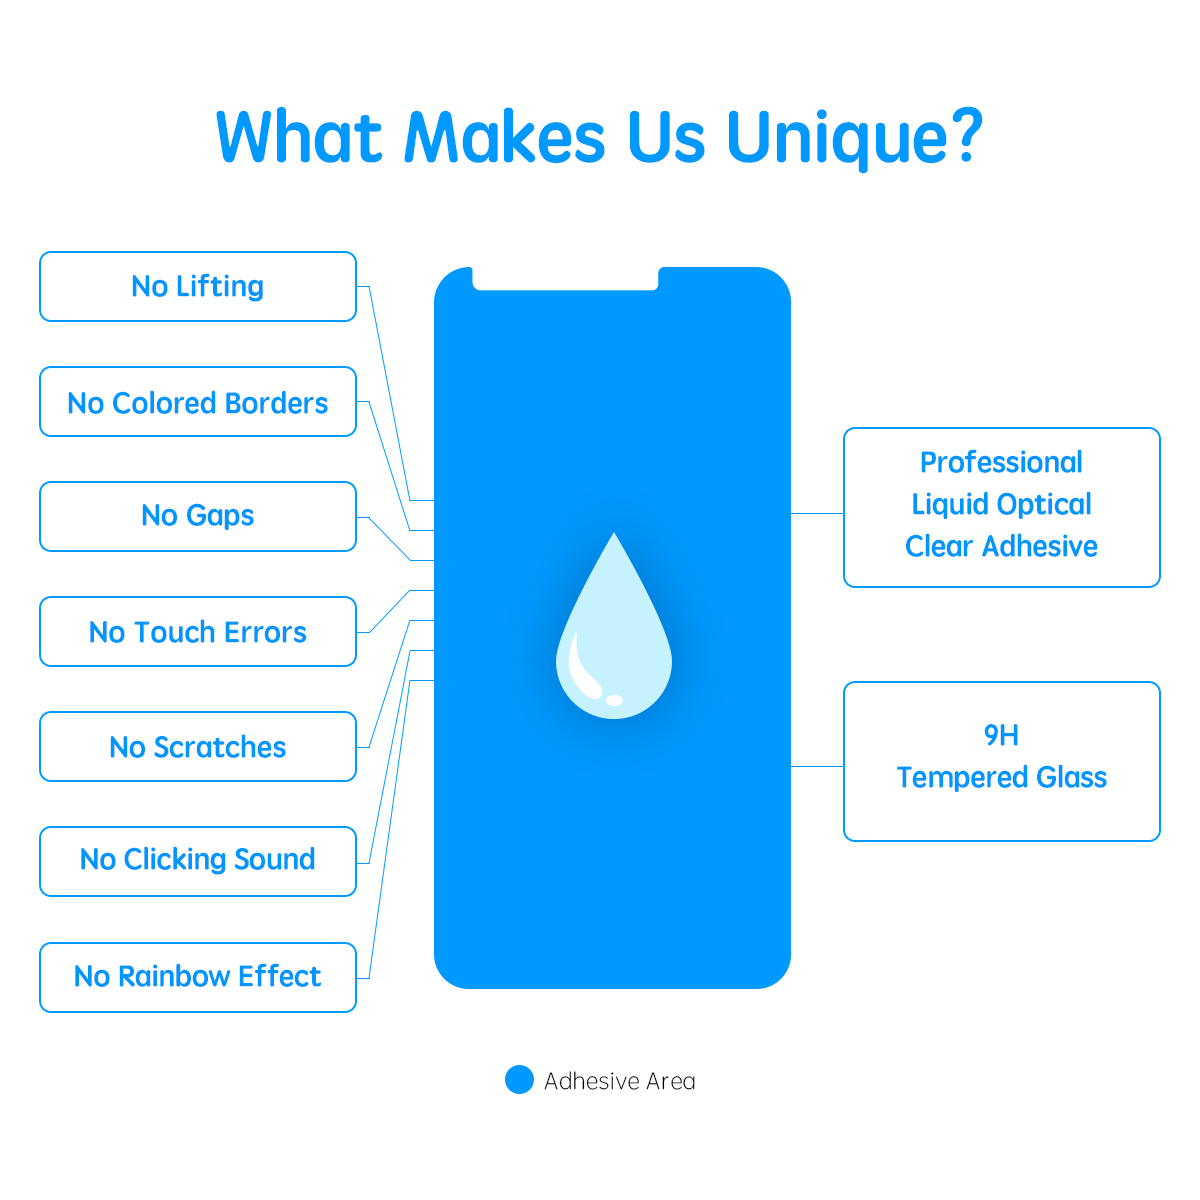 What Makes Us Unique?
No Lifting
No Colored Borders
No Gaps
No Touch Errors
No Scratches
No Clicking Sound
No Rainbow Effect
Professional
Liquid Optical
Clear Adhesive
9H
Tempered Glass
Adhesive Area